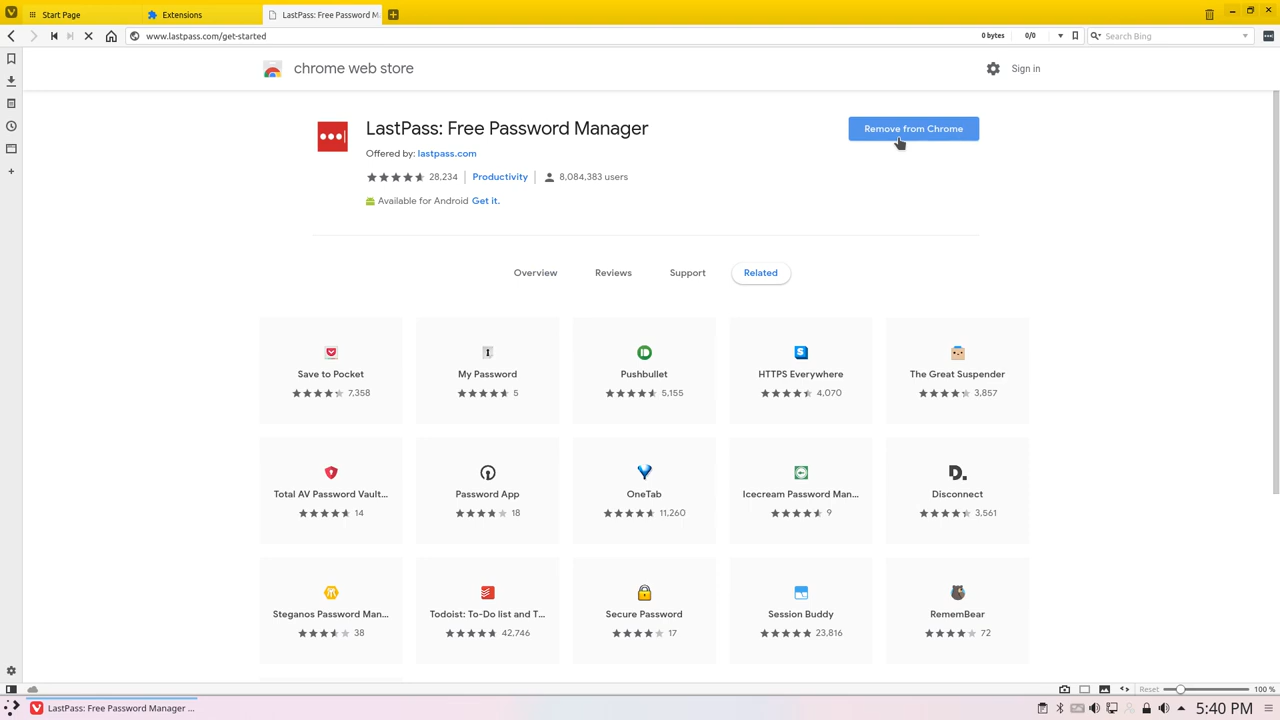 Start Page
Extensions
LastPass: Free Password M
www.lastpass.com/get-started
0 bytes
0/0
Search Bing
chrome web store
Sign in
LastPass: Free Password Manager
Remove from Chrome
Offered by: lastpass.com
28,234
Productivity
8,084,383 users
Available for Android Get it.
Overview
Reviews
Support
Related
Save to Pocket
7,358
My Password
5
Pushbullet
5,155
HTTPS Everywhere
4,070
The Great Suspender
3,857
Total AV Password Vault...
14
Password App
18
OneTab
11,260
Icecream Password Man...
9
Disconnect
3,561
Steganos Password Man...
38
Todoist: To-Do list and T...
42,746
Secure Password
17
Session Buddy
23,816
RememBear
72
Reset
100 %
LastPass: Free Password Manager ...
5:40 PM